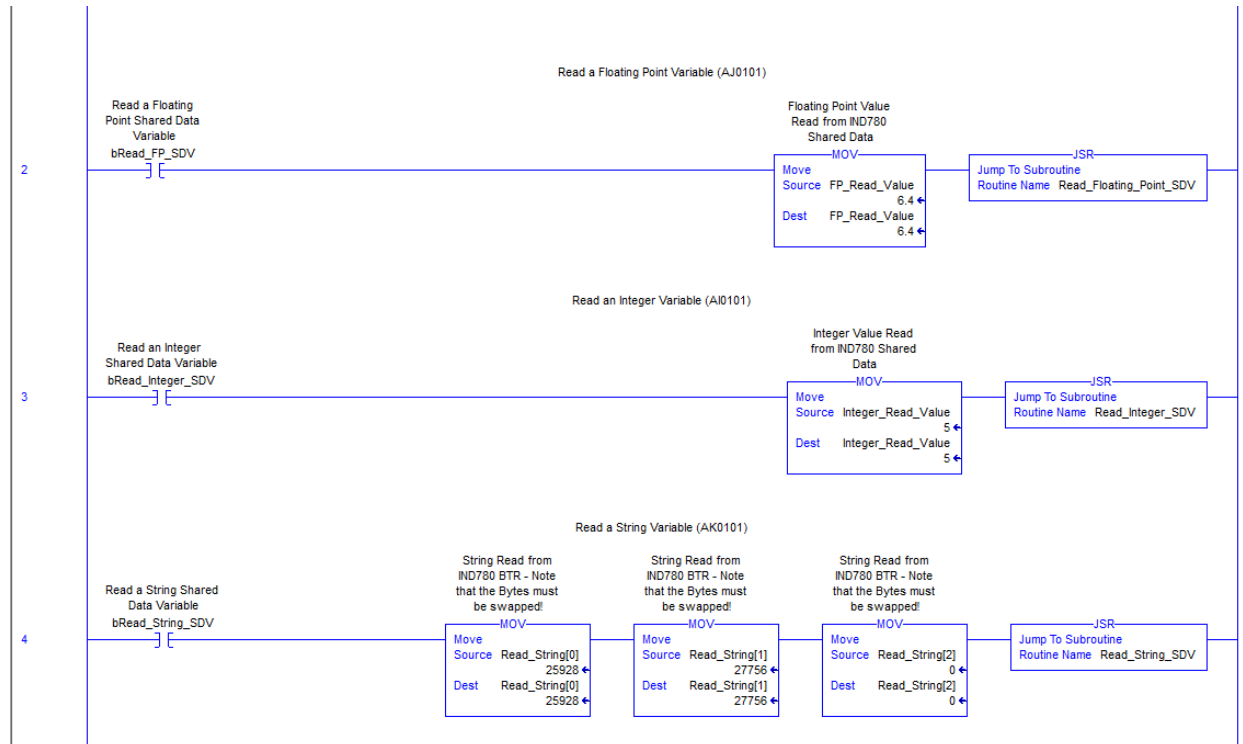 Read a Floating Point Variable (AJ0101)
Read a Floating
Point Shared Data
Variable
bRead_FP_SDV
2
Floating Point Value
Read from IND780
Shared Data
MOV
Move
Source FP_Read_Value
6.4
Dest FP_Read_Value
6.4
JSR
Jump To Subroutine
Routine Name Read_Floating_Point_SDV
Read an Integer Variable (AI0101)
Read an Integer
Shared Data Variable
bRead_Integer_SDV
3
Integer Value Read
from IND780 Shared
Data
MOV
Move
Source Integer_Read_Value
5
Dest Integer_Read_Value
5
JSR
Jump To Subroutine
Routine Name Read_Integer_SDV
Read a String Variable (AK0101)
Read a String Shared
Data Variable
bRead_String_SDV
4
String Read from
IND780 BTR - Note
that the Bytes must
be swapped!
MOV
Move
Source Read_String[0]
25928
Dest Read_String[0]
25928
String Read from
IND780 BTR - Note
that the Bytes must
be swapped!
MOV
Move
Source Read_String[1]
27756
Dest Read_String[1]
27756
String Read from
IND780 BTR - Note
that the Bytes must
be swapped!
MOV
Move
Source Read_String[2]
0
Dest Read_String[2]
0
JSR
Jump To Subroutine
Routine Name Read_String_SDV